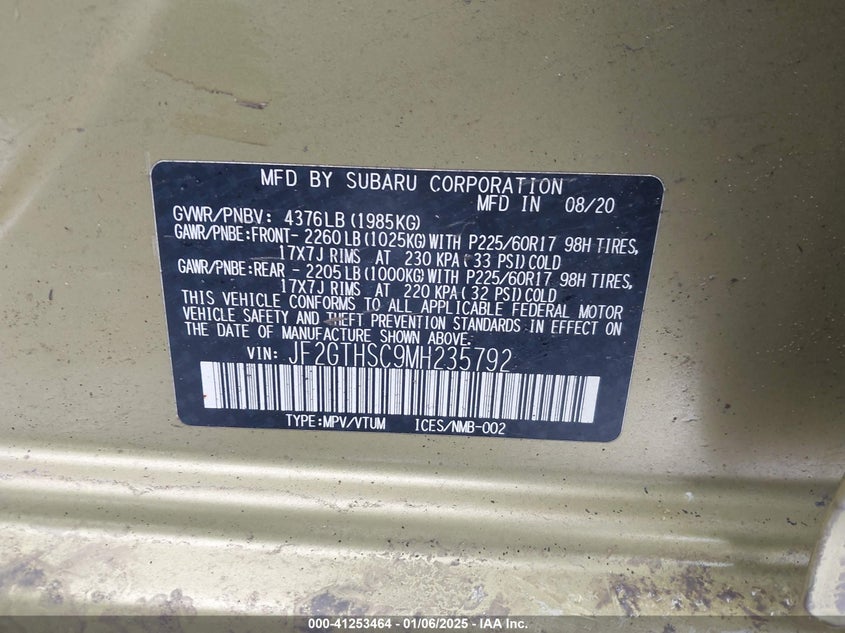 MFD BY SUBARU CORPORATION
MFD IN 08/20
GVWR/PNBV: 4376LB (1985KG)
GAWR/PNBE:FRONT- 2260LB (1025KG) WITH P225/60R17 98H TIRES,
17X7J RIMS AT 230 KPA( 33 PSI) COLD
GAWR/PNBE:REAR - 2205LB (1000KG) WITH P225/60R17 98H TIRES,
17X7J RIMS AT 220 KPA( 32 PSI) COLD
THIS VEHICLE CONFORMS TO ALL APPLICABLE FEDERAL MOTOR
VEHICLE SAFETY AND THEFT PREVENTION STANDARDS IN EFFECT ON
THE DATE OF MANUFACTURE SHOWN ABOVE.
VIN: JF2GTHSC9MH235792
TYPE:MPV/VTUM ICES/NMB-002
000-41253464 - 01/06/2025 - IAA Inc.